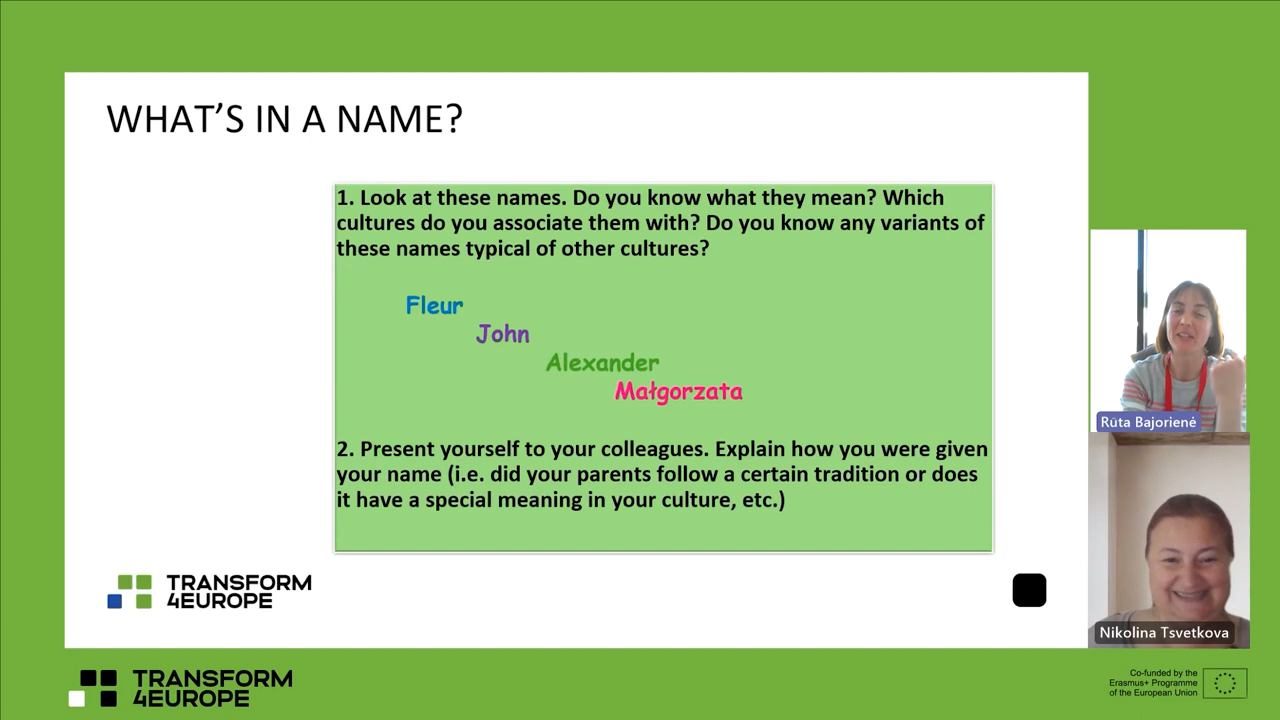 WHAT'S IN A NAME?
1. Look at these names. Do you know what they mean? Which
cultures do you associate them with? Do you know any variants of
these names typical of other cultures?
Fleur
John
Alexander
Małgorzata
2. Present yourself to your colleagues. Explain how you were given
your name (i.e. did your parents follow a certain tradition or does
it have a special meaning in your culture, etc.)
TRANSFORM
4EUROPE
Rūta Bajorienė
Nikolina Tsvetkova
TRANSFORM
4EUROPE
Co-funded by the
Erasmus+ Programme
of the European Union